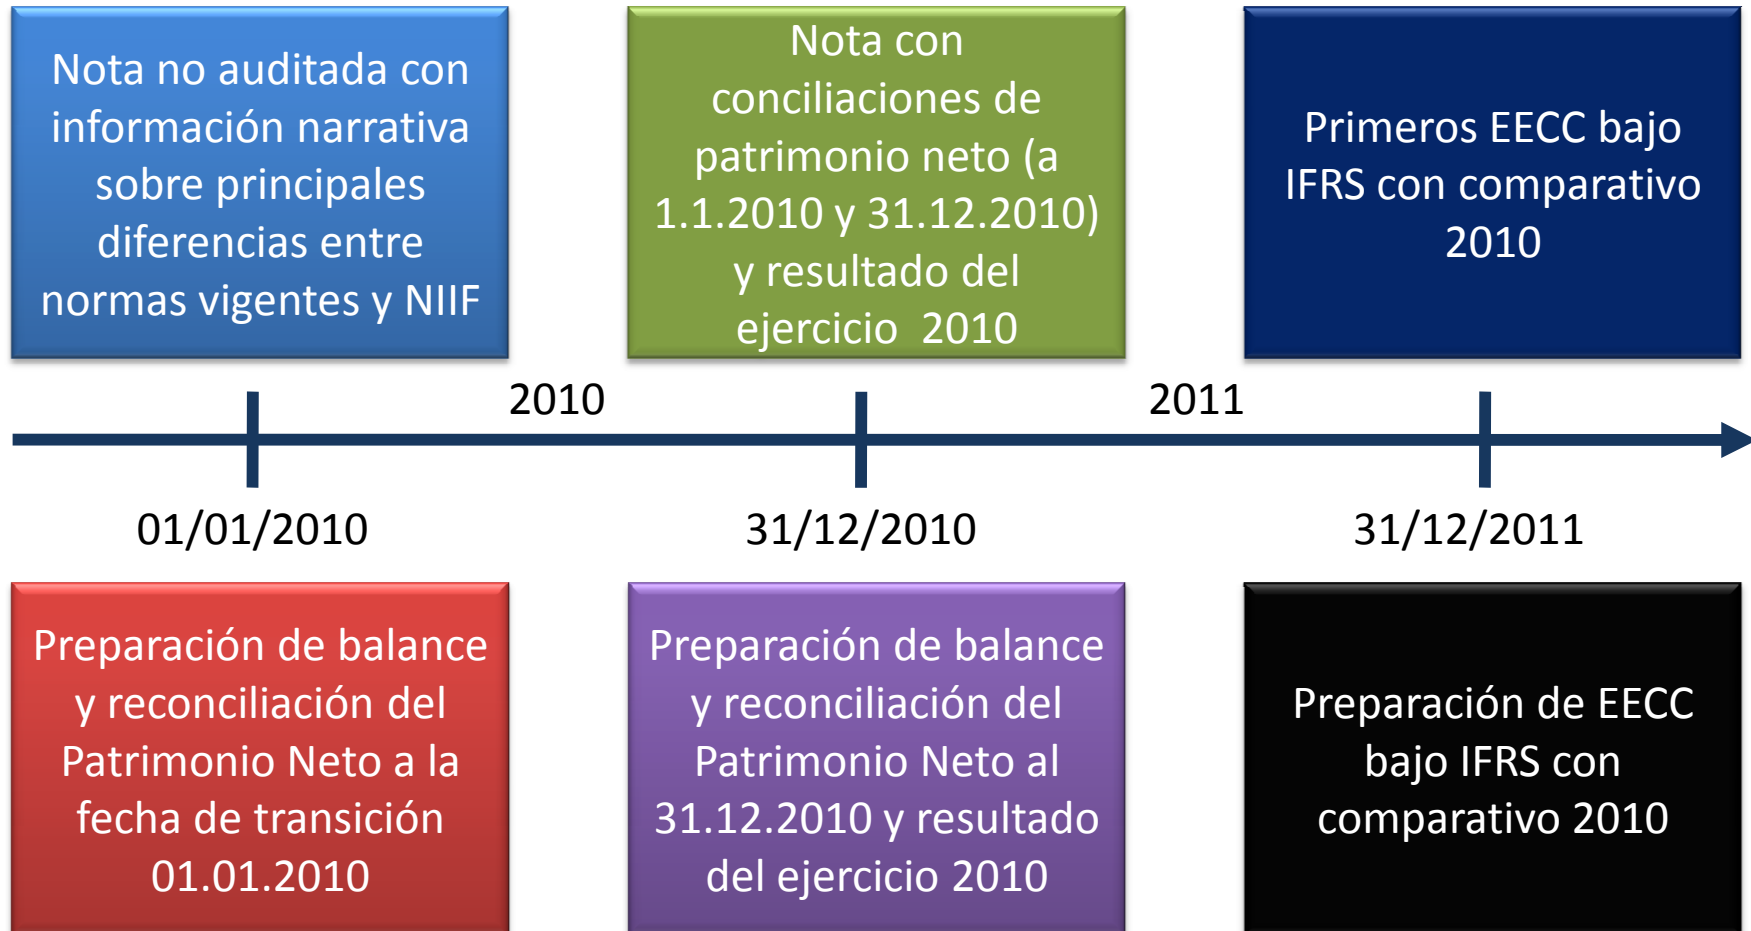 Nota no auditada con
información narrativa
sobre principales
diferencias entre
normas vigentes y NIIF
Nota con
conciliaciones de
patrimonio neto (a
1.1.2010 y 31.12.2010)
y resultado del
ejercicio  2010
Primeros EECC bajo
IFRS con comparativo
2010
2010
2011
01/01/2010
31/12/2010
31/12/2011
Preparación de balance
y reconciliación del
Patrimonio Neto a la
fecha de transición
01.01.2010
Preparación de balance
y reconciliación del
Patrimonio Neto al
31.12.2010 y resultado
del ejercicio 2010
Preparación de EECC
bajo IFRS con
comparativo 2010